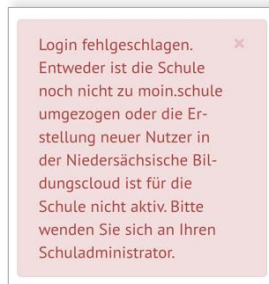 Login fehlgeschlagen. ×
Entweder ist die Schule
noch nicht zu moin.schule
umgezogen oder die Er-
stellung neuer Nutzer in
der Niedersächsische Bil-
dungscloud ist für die
Schule nicht aktiv. Bitte
wenden Sie sich an Ihren
Schuladministrator.